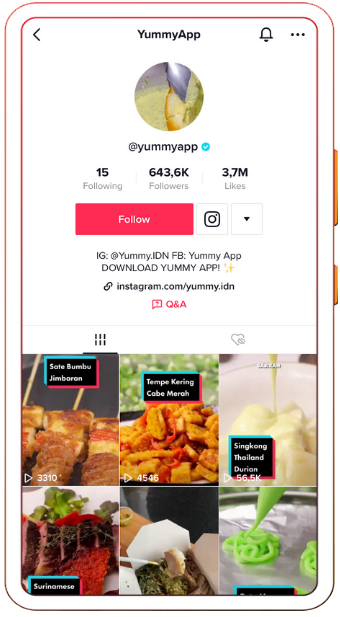 YummyApp
@yummyapp
15
Following
643,6K
Followers
3,7M
Likes
Follow
IG: @Yummy.IDN FB: Yummy App
DOWNLOAD YUMMY APP! ✨
instagram.com/yummy.idn
Q&A
Sate Bumbu
Jimbaran
3310
Tempe Kering
Cabe Merah
4546
Singkong
Thailand
Durian
56.5K
Surinamese